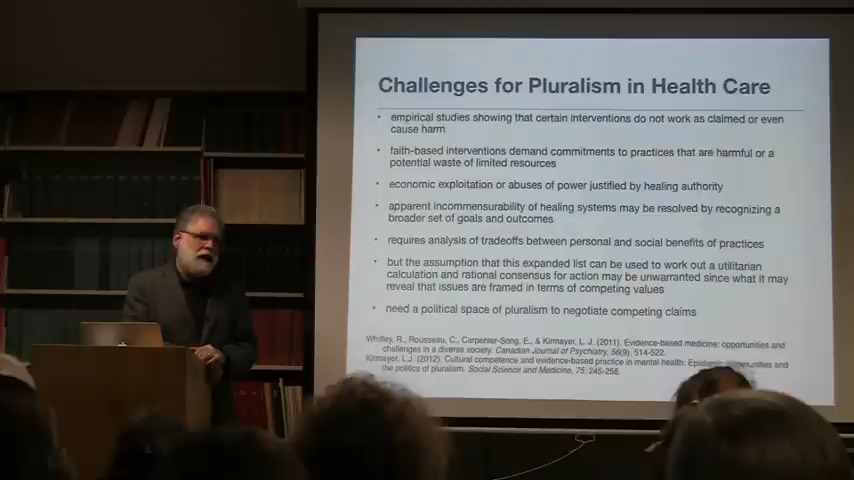 Challenges for Pluralism in Health Care
• empirical studies showing that certain interventions do not work as claimed or even
cause harm
• faith-based interventions demand commitments to practices that are harmful or a
potential waste of limited resources
• economic exploitation or abuses of power justified by healing authority
• apparent incommensurability of healing systems may be resolved by recognizing a
broader set of goals and outcomes
• requires analysis of tradeoffs between personal and social benefits of practices
• but the assumption that this expanded list can be used to work out a utilitarian
calculation and rational consensus for action may be unwarranted since what it may
reveal that issues are framed in terms of competing values
• need a political space of pluralism to negotiate competing claims
Whitley, R., Rousseau, C., Carpenter-Song, E., & Kirmayer, L. J. (2011). Evidence-based medicine: opportunities and
challenges in a diverse society. Canadian Journal of Psychiatry, 56(9), 514-522.
Kirmayer, L.J. (2012). Cultural competence and evidence-based practice in mental health: and
the politics of pluralism. Social Science and Medicine, 75: 245-256.